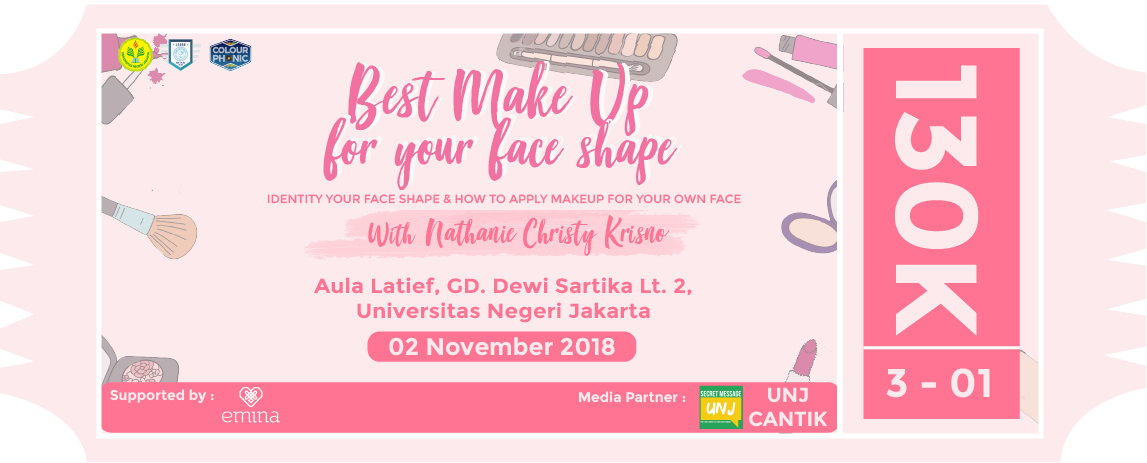 COLOUR
PH•NIC
Best Make Up
for your face shape
IDENTITY YOUR FACE SHAPE & HOW TO APPLY MAKEUP FOR YOUR OWN FACE
With Nathanie Christy Krisno
Aula Latief, GD. Dewi Sartika Lt. 2,
Universitas Negeri Jakarta
02 November 2018
Supported by :
emina
Media Partner :
SECRET MESSAGE
UNJ
UNJ
CANTIK
130K
3 - 01